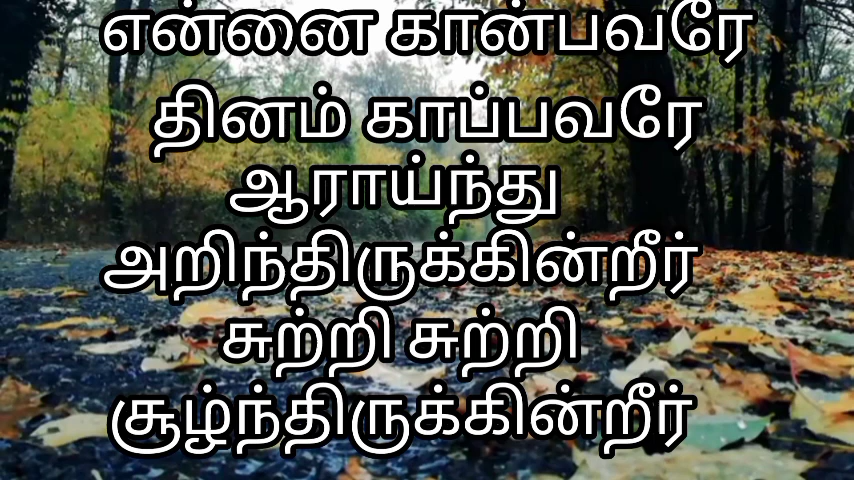 என்னை கான்பவரே
தினம் காப்பவரே
ஆராய்ந்து
அறிந்திருக்கின்றீர்
சுற்றி சுற்றி
சூழ்ந்திருக்கின்றீர்